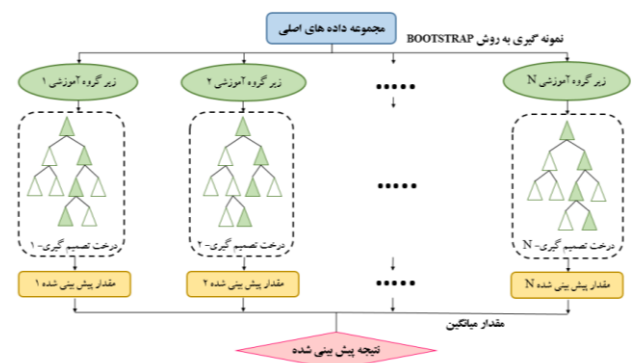 مجموعه داده های اصلی
نمونه گیری به روش BOOTSTRAP
زیر گروه آموزشی ۱
زیر گروه آموزشی ۲
زیر گروه آموزشی N
درخت تصمیم گیری- ۱
درخت تصمیم گیری- ۲
درخت تصمیم گیری- N
مقدار پیش بینی شده ۱
مقدار پیش بینی شده ۲
مقدار پیش بینی شده N
مقدار میانگین
نتیجه پیش بینی شده